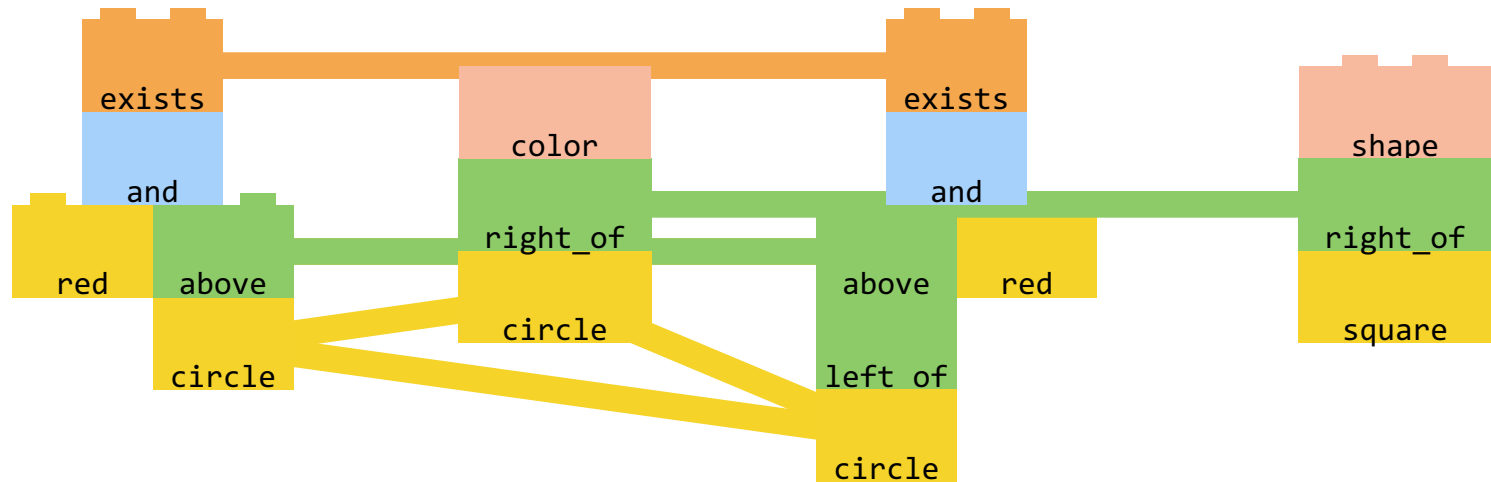 exists
and
red above
circle
color
right_of
circle
exists
and
above red
left_of
circle
shape
right_of
square